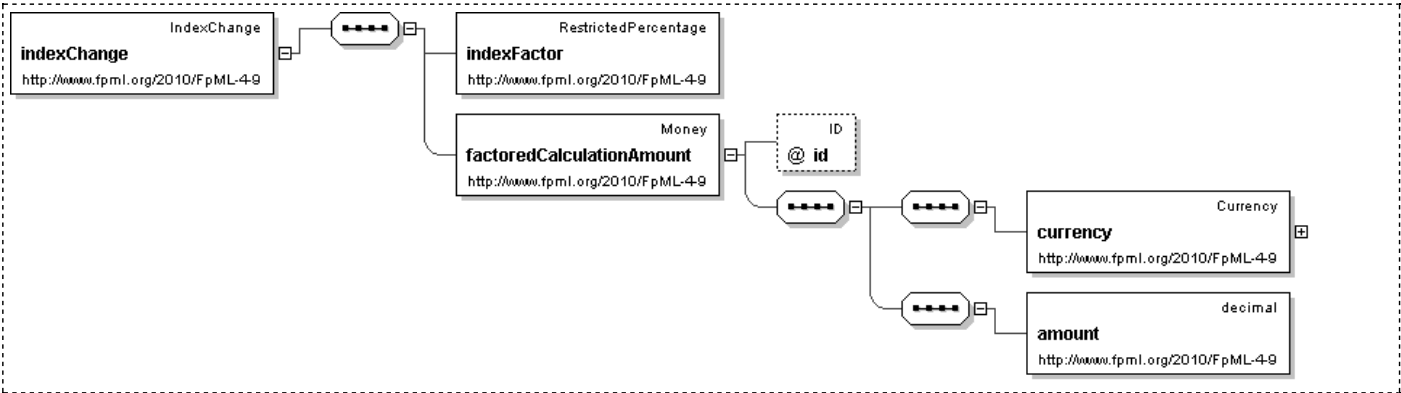 IndexChange
indexChange
http://www.fpml.org/2010/FpML-4-9
RestrictedPercentage
indexFactor
http://www.fpml.org/2010/FpML-4-9
Money
factoredCalculationAmount
http://www.fpml.org/2010/FpML-4-9
ID
@ id
Currency
currency
http://www.fpml.org/2010/FpML-4-9
decimal
amount
http://www.fpml.org/2010/FpML-4-9